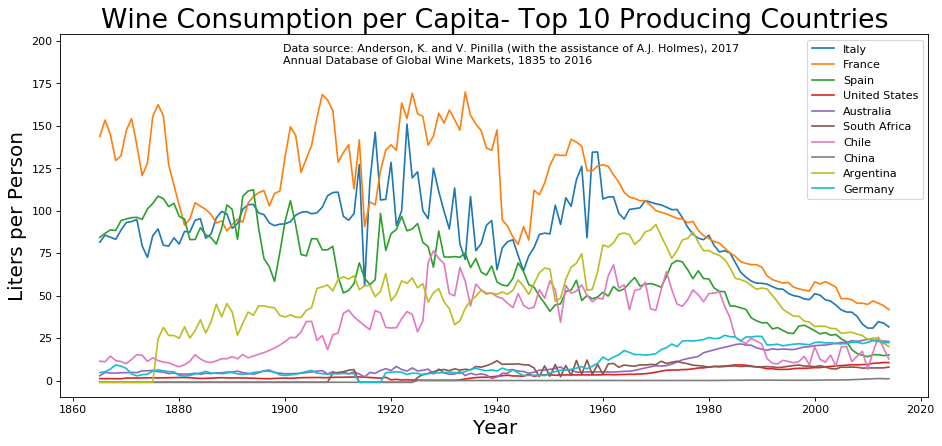 Wine Consumption per Capita- Top 10 Producing Countries
Data source: Anderson, K. and V. Pinilla (with the assistance of A.J. Holmes), 2017
Annual Database of Global Wine Markets, 1835 to 2016
Italy
France
Spain
United States
Australia
South Africa
Chile
China
Argentina
Germany
Liters per Person
200
175
150
125
100
75
50
25
0
1860 1880 1900 1920 1940 1960 1980 2000 2020
Year